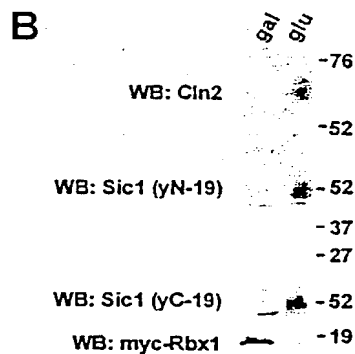 B
gal glu
-76
WB: Cln2
-52
WB: Sic1 (yN-19) -52
-37
-27
WB: Sic1 (yC-19) -52
WB: myc-Rbx1 -19